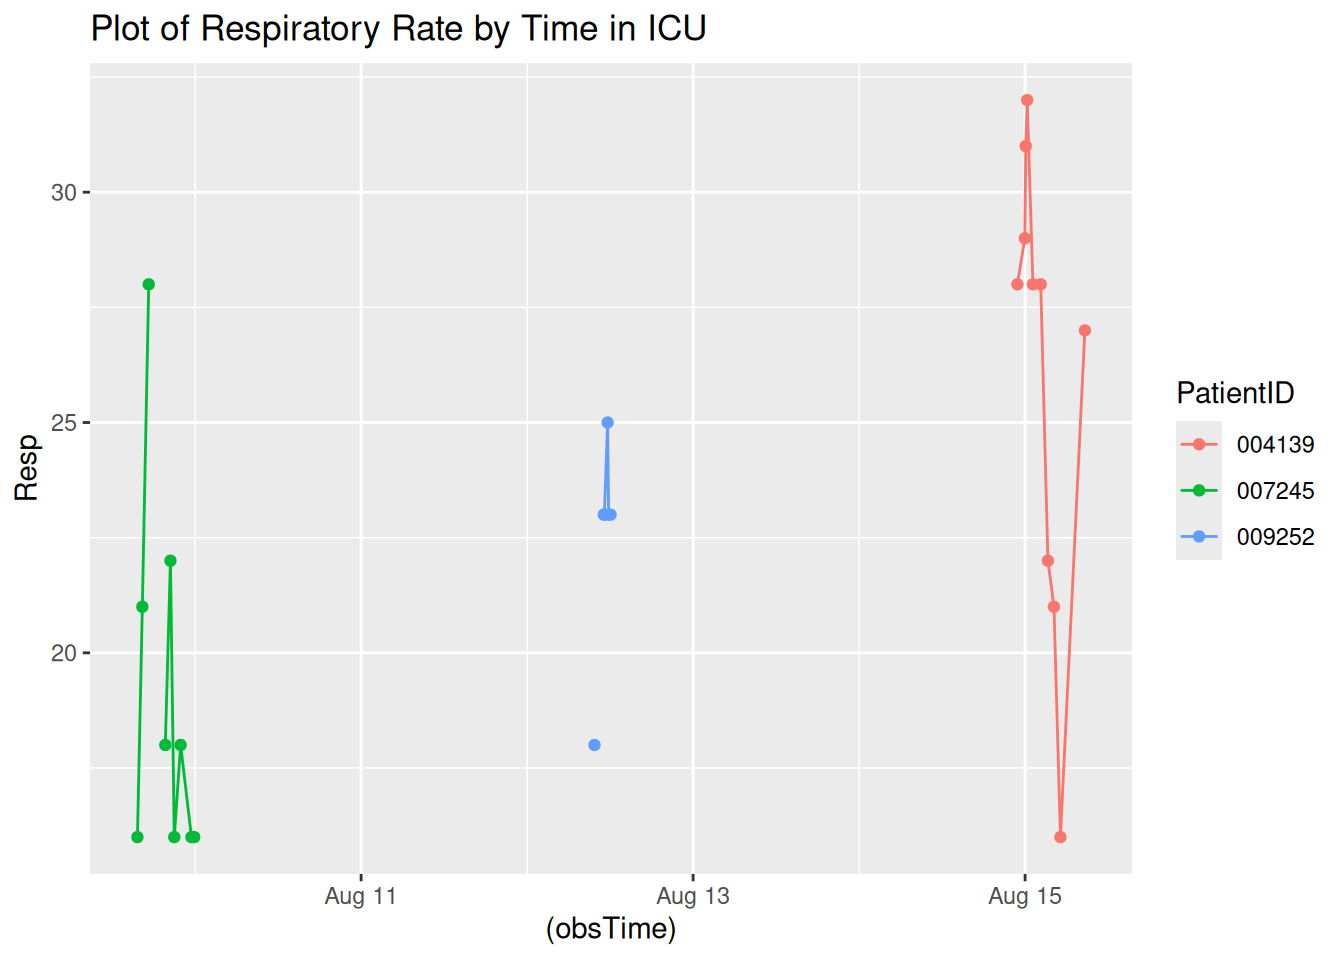 Plot of Respiratory Rate by Time in ICU
30
25
20
Resp
Aug 11
Aug 13
Aug 15
(obsTime)
PatientID
004139
007245
009252